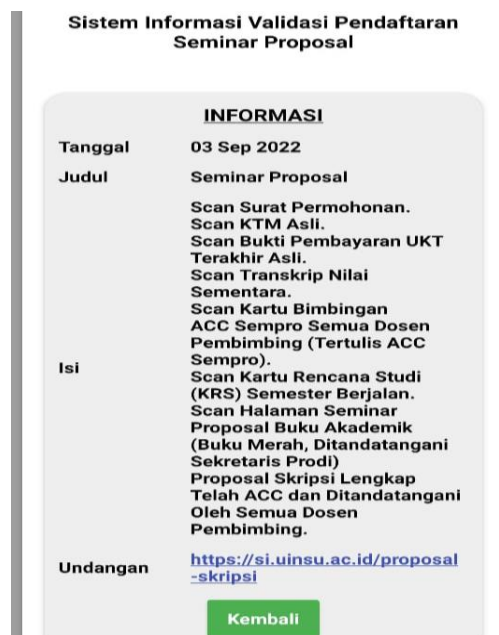 Sistem Informasi Validasi Pendaftaran
Seminar Proposal
INFORMASI
Tanggal 03 Sep 2022
Judul Seminar Proposal
Scan Surat Permohonan.
Scan KTM Asli.
Scan Bukti Pembayaran UKT
Terakhir Asli.
Scan Transkrip Nilai
Sementara.
Scan Kartu Bimbingan
ACC Sempro Semua Dosen
Pembimbing (Tertulis ACC
Sempro).
Isi
Scan Kartu Rencana Studi
(KRS) Semester Berjalan.
Scan Halaman Seminar
Proposal Buku Akademik
(Buku Merah, Ditandatangani
Sekretaris Prodi)
Proposal Skripsi Lengkap
Telah ACC dan Ditandatangani
Oleh Semua Dosen
Pembimbing.
Undangan https://si.uinsu.ac.id/proposal
-skripsi
Kembali